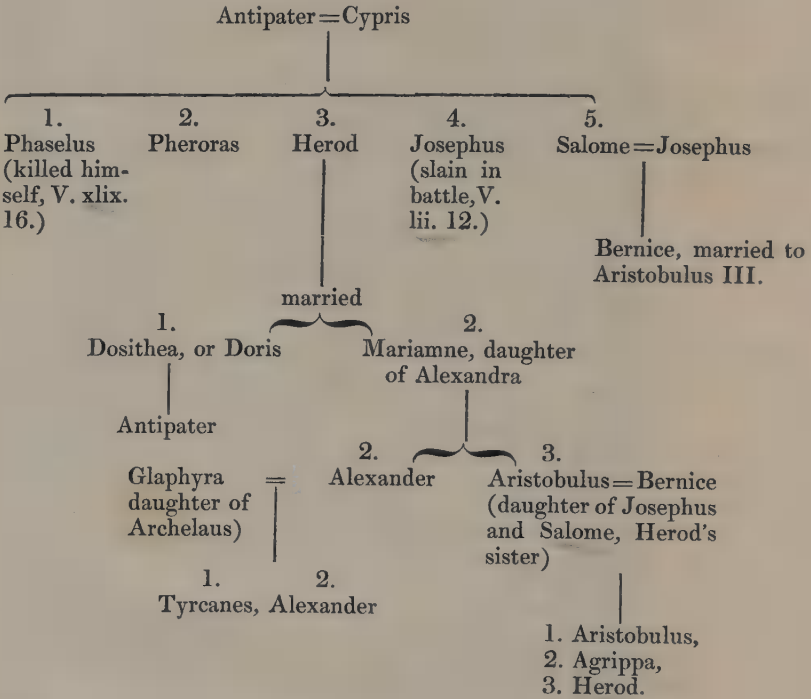 Antipater=Cypris
1. 2. 3. 4. 5.
Phaselus Pheroras Herod Josephus Salome=Josephus
(killed him- (slain in
self, V. xlix. battle, V.
16.) lii. 12.)
Bernice, married to
Aristobulus III.
married
1. 2.
Dosithea, or Doris Mariamne, daughter
of Alexandra
Antipater
2. 3.
Glaphyra = Alexander Aristobulus=Bernice
daughter of (daughter of Josephus
Archelaus) and Salome, Herod's
sister)
1. 2.
Tyrcanes, Alexander
1. Aristobulus,
2. Agrippa,
3. Herod.